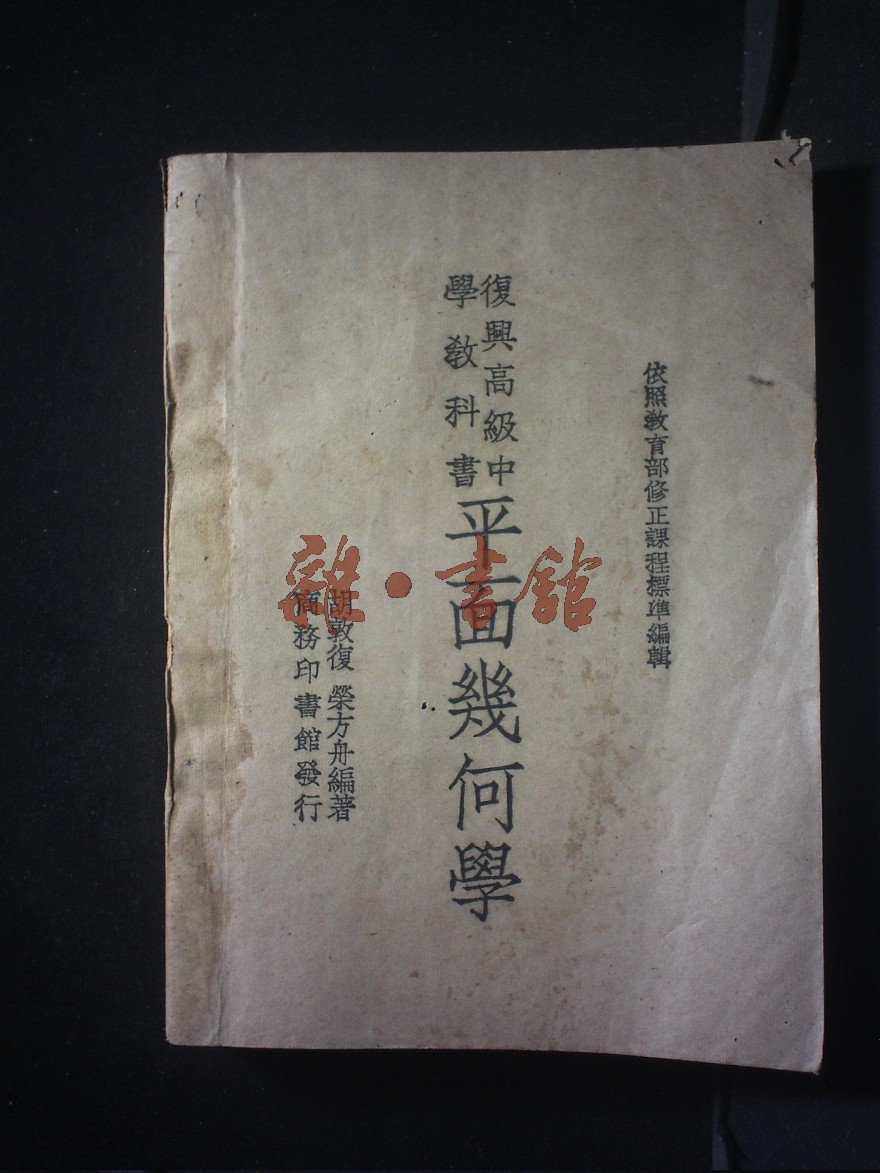 依照教育部修正課程標準編輯
復興高級中
學教科書
平面幾何學
胡敦復 榮方舟編著
商務印書館發行
雜·書館